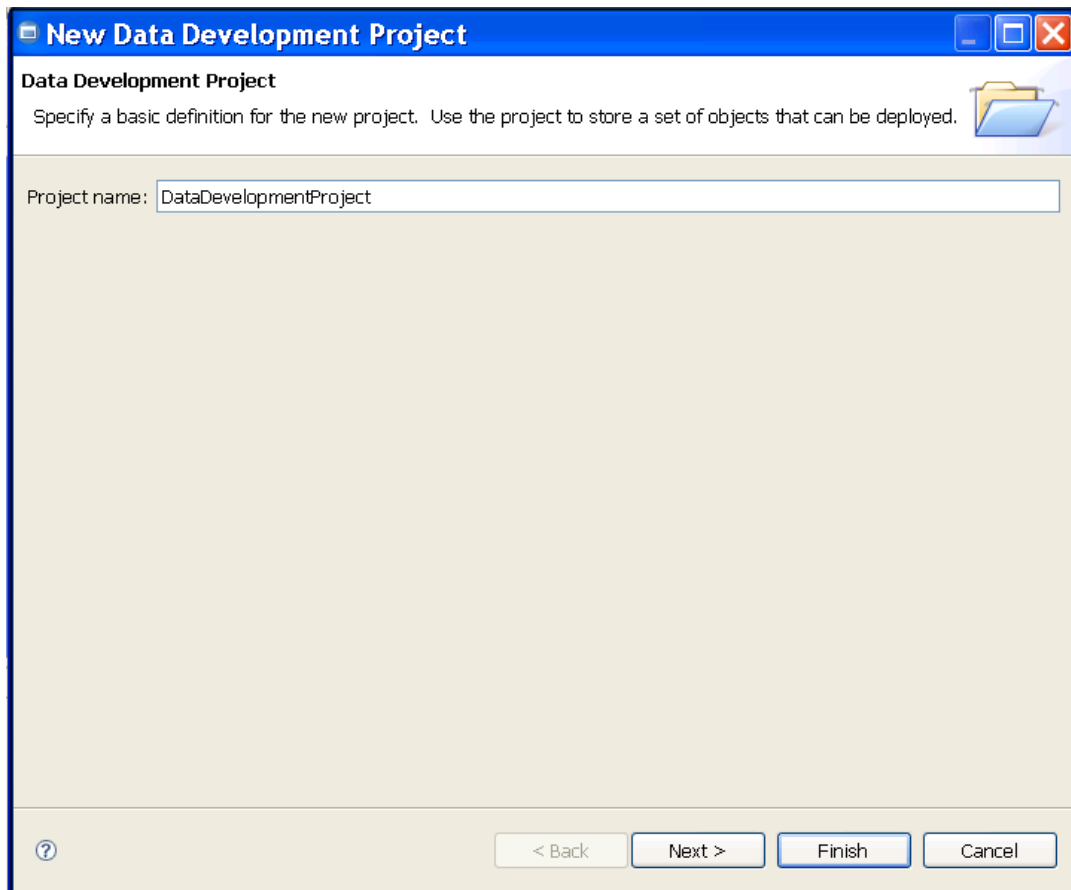 New Data Development Project
Data Development Project
Specify a basic definition for the new project. Use the project to store a set of objects that can be deployed.
Project name: DataDevelopmentProject
? < Back Next > Finish Cancel